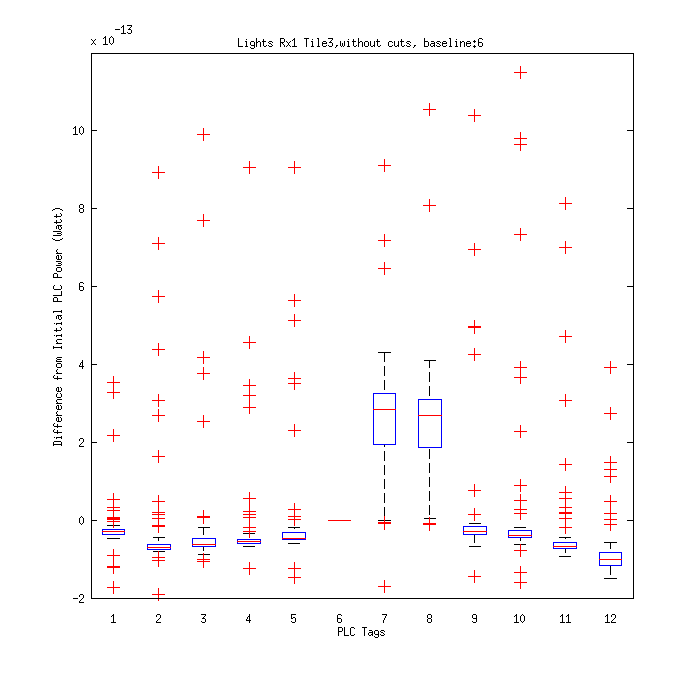 Lights Rx1 Tile3,without cuts, baseline:6
x 10^-13
Difference from Initial PLC Power (Watt)
10
8
6
4
2
0
-2
1 2 3 4 5 6 7 8 9 10 11 12
PLC Tags